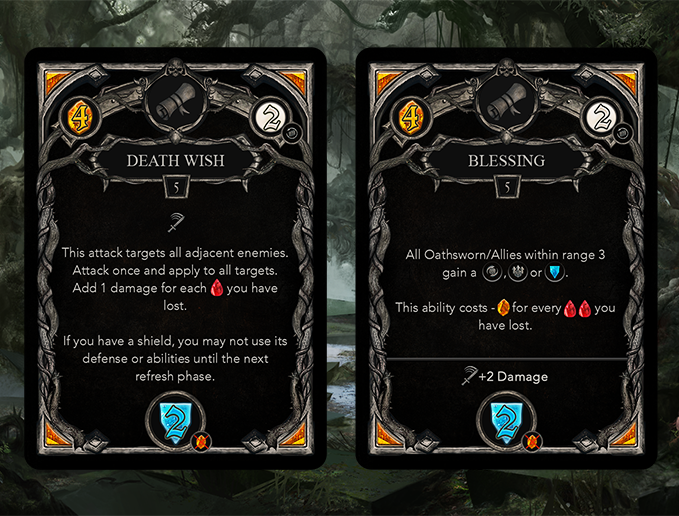 4
2
DEATH WISH
5
This attack targets all adjacent enemies.
Attack once and apply to all targets.
Add 1 damage for each you have
lost.
If you have a shield, you may not use its
defense or abilities until the next
refresh phase.
2
4
2
BLESSING
5
All Oathsworn/Allies within range 3
gain a , or .
This ability costs - for every you
have lost.
+2 Damage
2